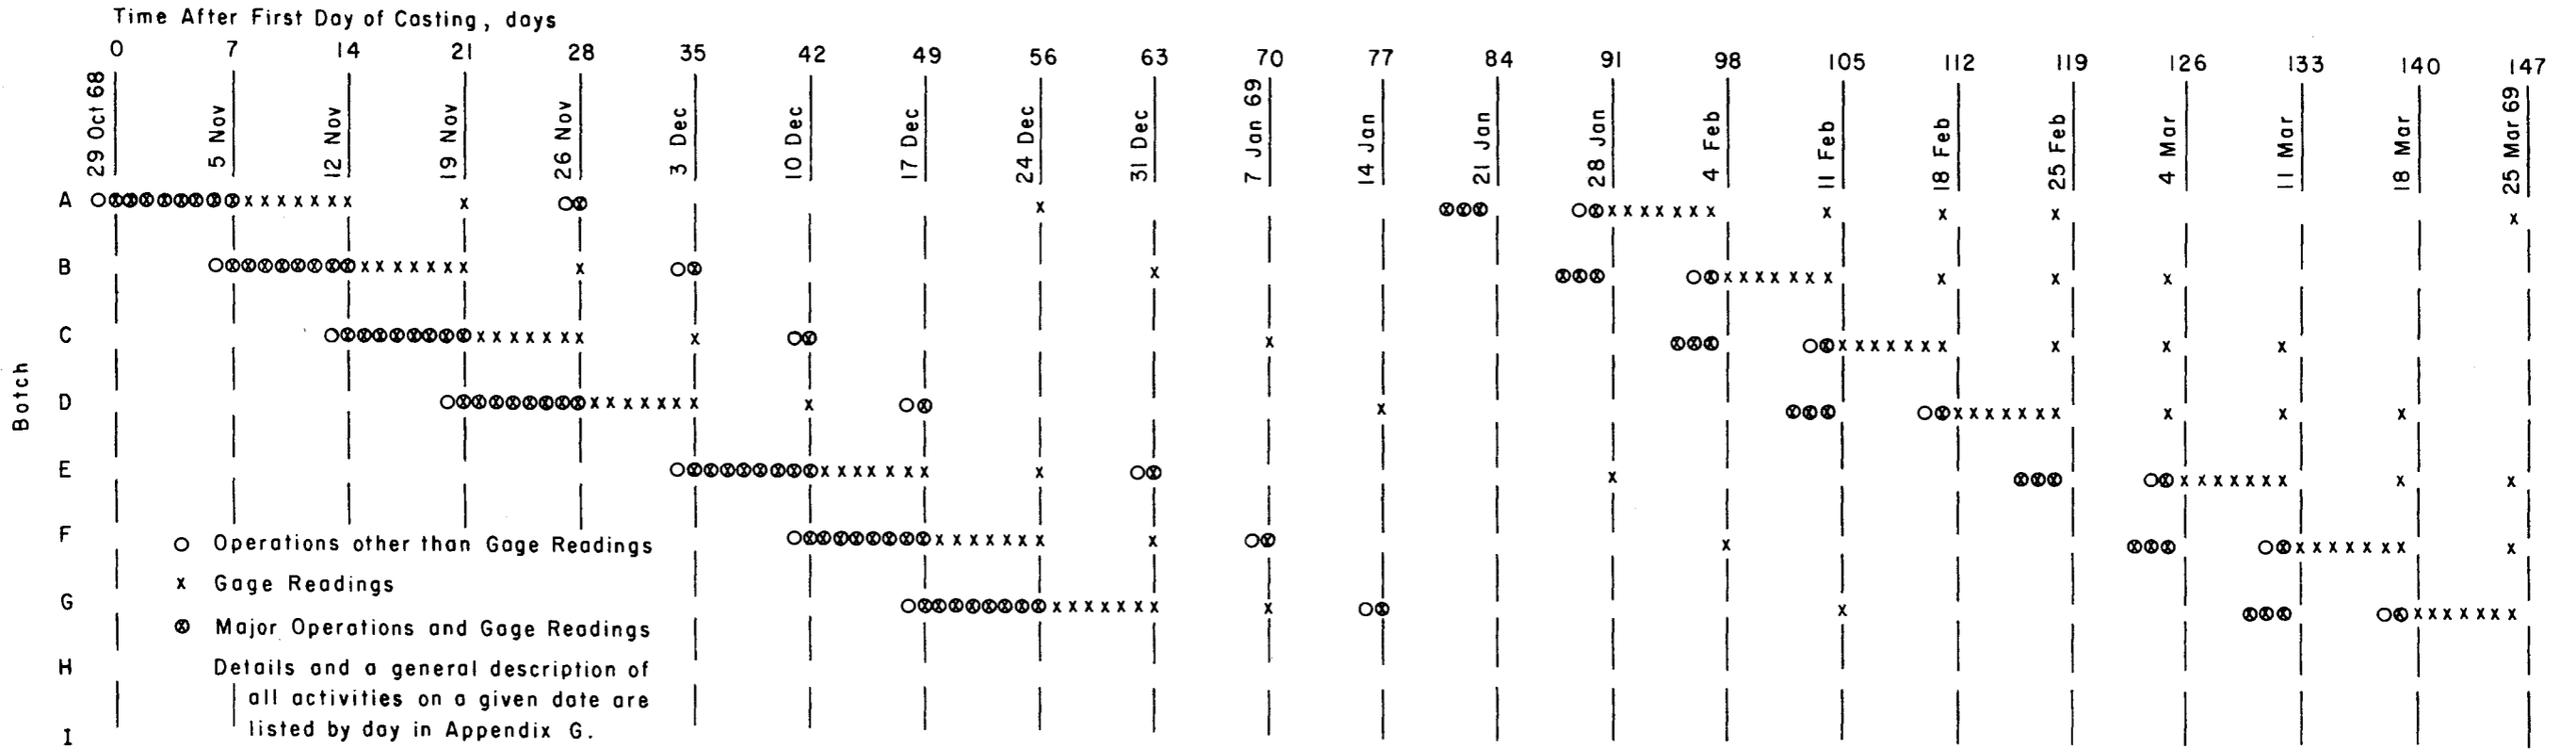 Time After First Day of Casting, days
0 7 14 21 28 35 42 49 56 63 70 77 84 91 98 105 112 119 126 133 140 147
29 Oct 68 5 Nov 12 Nov 19 Nov 26 Nov 3 Dec 10 Dec 17 Dec 24 Dec 31 Dec 7 Jan 69 14 Jan 21 Jan 28 Jan 4 Feb 11 Feb 18 Feb 25 Feb 4 Mar 11 Mar 18 Mar 25 Mar 69
Batch
A
B
C
D
E
F
G
H
I
O Operations other than Gage Readings
x Gage Readings
⊗ Major Operations and Gage Readings
Details and a general description of
all activities on a given date are
listed by day in Appendix G.